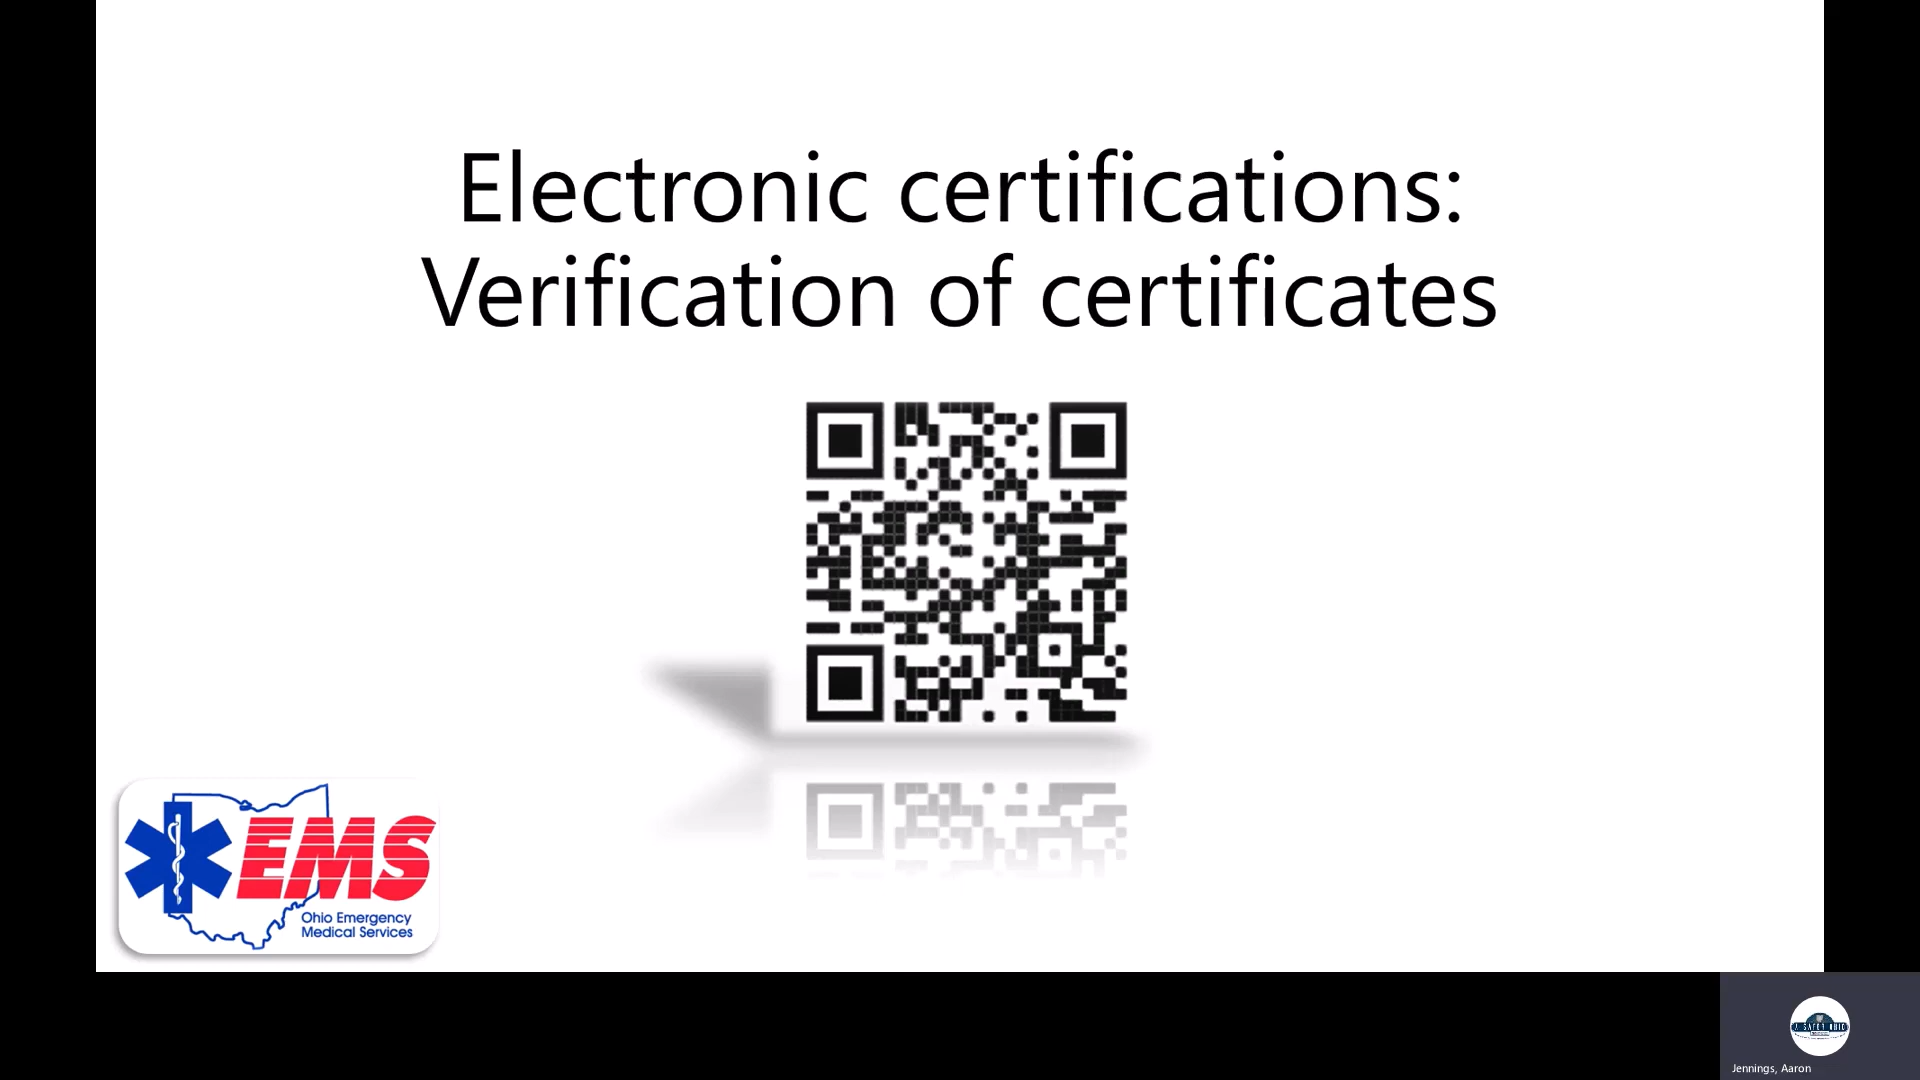 Electronic certifications:
Verification of certificates
EMS
Ohio Emergency
Medical Services
Jennings, Aaron